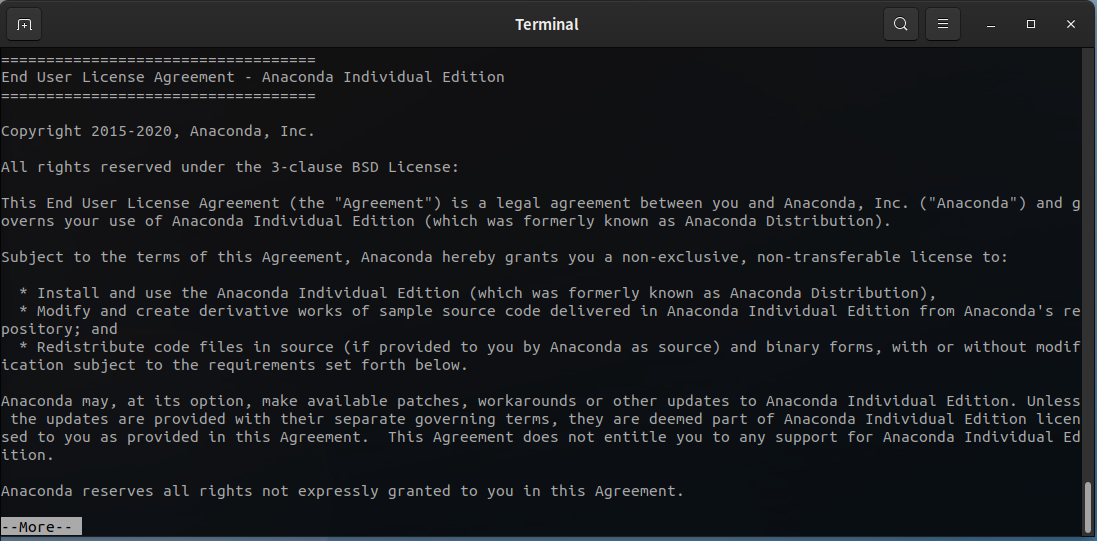 Terminal
===================================
End User License Agreement - Anaconda Individual Edition
===================================
Copyright 2015-2020, Anaconda, Inc.
All rights reserved under the 3-clause BSD License:
This End User License Agreement (the "Agreement") is a legal agreement between you and Anaconda, Inc. ("Anaconda") and g
overns your use of Anaconda Individual Edition (which was formerly known as Anaconda Distribution).
Subject to the terms of this Agreement, Anaconda hereby grants you a non-exclusive, non-transferable license to:
* Install and use the Anaconda Individual Edition (which was formerly known as Anaconda Distribution),
* Modify and create derivative works of sample source code delivered in Anaconda Individual Edition from Anaconda's re
pository; and
* Redistribute code files in source (if provided to you by Anaconda as source) and binary forms, with or without modif
ication subject to the requirements set forth below.
Anaconda may, at its option, make available patches, workarounds or other updates to Anaconda Individual Edition. Unless
the updates are provided with their separate governing terms, they are deemed part of Anaconda Individual Edition licen
sed to you as provided in this Agreement.  This Agreement does not entitle you to any support for Anaconda Individual Ed
ition.
Anaconda reserves all rights not expressly granted to you in this Agreement.
--More--